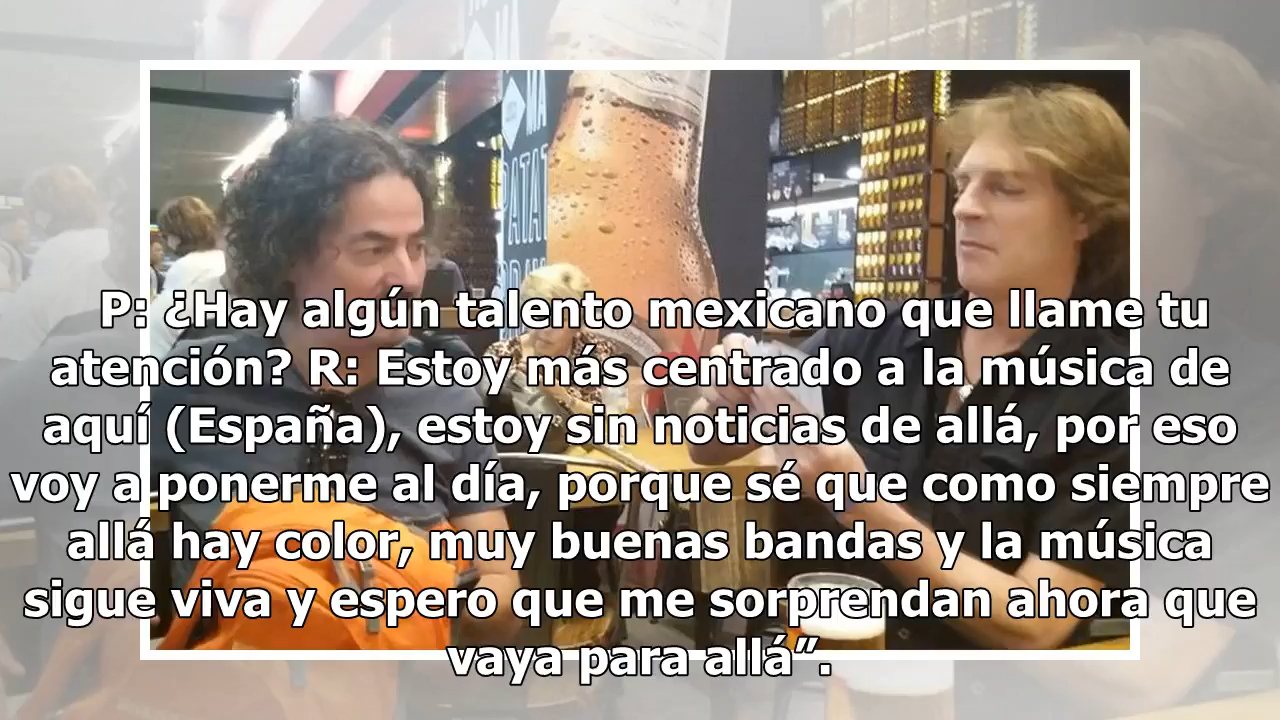 MA
PATAT
P: ¿Hay algún talento mexicano que llame tu
atención? R: Estoy más centrado a la música de
aquí (España), estoy sin noticias de allá, por eso
voy a ponerme al día, porque sé que como siempre
allá hay color, muy buenas bandas y la música
sigue viva y espero que me sorprendan ahora que
vaya para allá”.